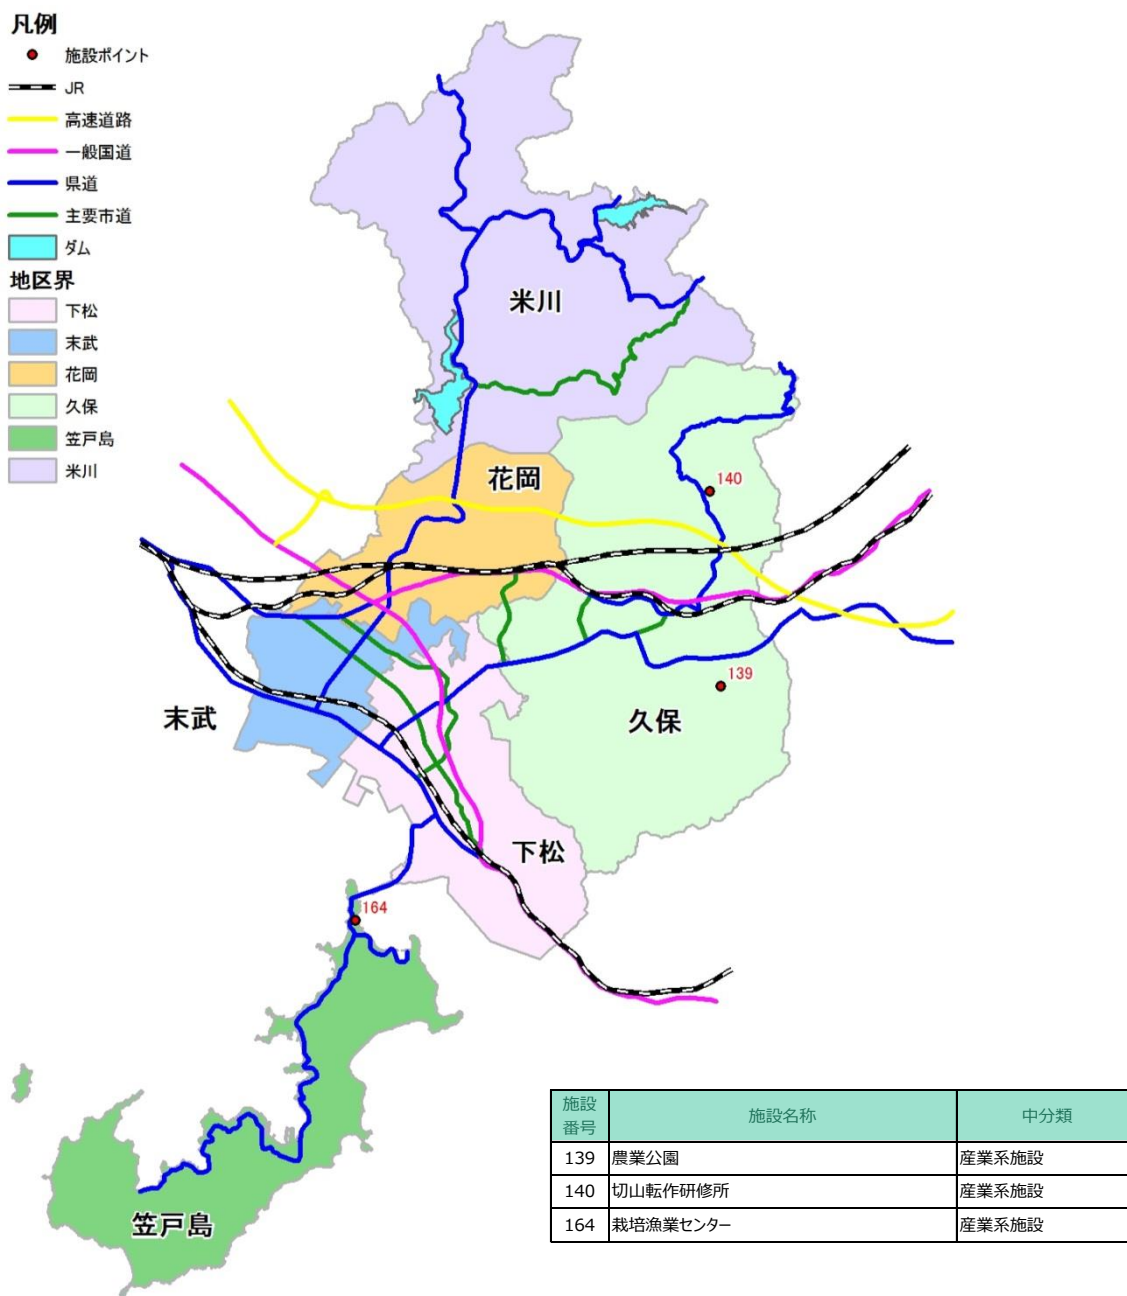 凡例
施設ポイント
JR
高速道路
一般国道
県道
主要市道
ダム
地区界
下松
末武
花岡
久保
笠戸島
米川
米川
花岡
140
139
末武
久保
下松
164
笠戸島
施設番号 施設名称 中分類
139 農業公園 産業系施設
140 切山転作研修所 産業系施設
164 栽培漁業センター 産業系施設